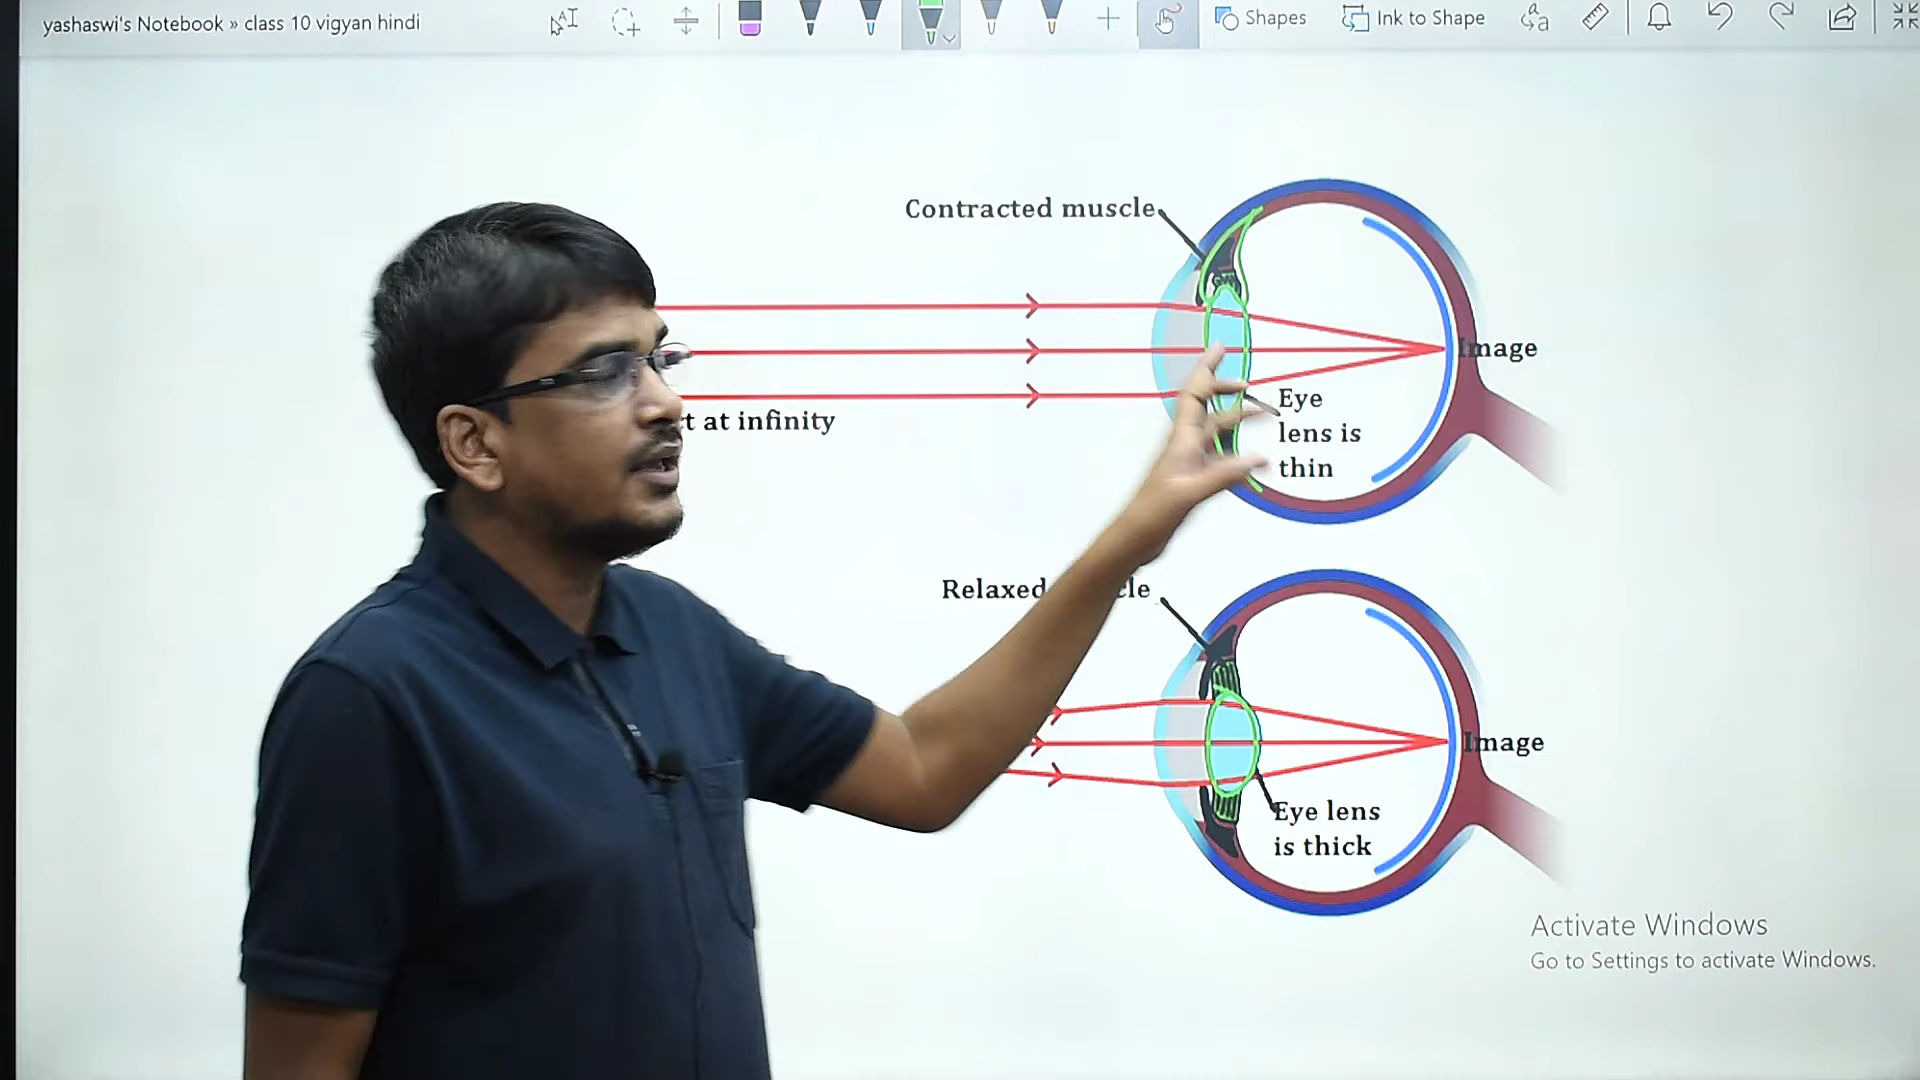 yashaswi's Notebook » class 10 vigyan hindi
Shapes
Ink to Shape
Contracted muscle
Image
t at infinity
Eye
lens is
thin
Relaxed cle
Image
Eye lens
is thick
Activate Windows
Go to Settings to activate Windows.